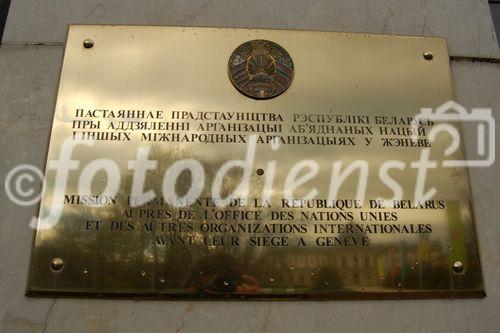 ПАСТАЯННАЕ ПРАДСТАЎНІЦТВА РЭСПУБЛІКІ БЕЛАРУСЬ
ПРЫ АДДЗЯЛЕННІ АРГАНІЗАЦЫІ АБ'ЯДНАНЫХ НАЦЫЙ
І ІНШЫХ МІЖНАРОДНЫХ АРГАНІЗАЦЫЯХ У ЖЭНЕВЕ
© fotodienst
MISSION PERMANENTE DE LA REPUBLIQUE DE BELARUS
AUPRES DE L'OFFICE DES NATIONS UNIES
ET DES AUTRES ORGANIZATIONS INTERNATIONALES
AYANT LEUR SIEGE A GENEVE